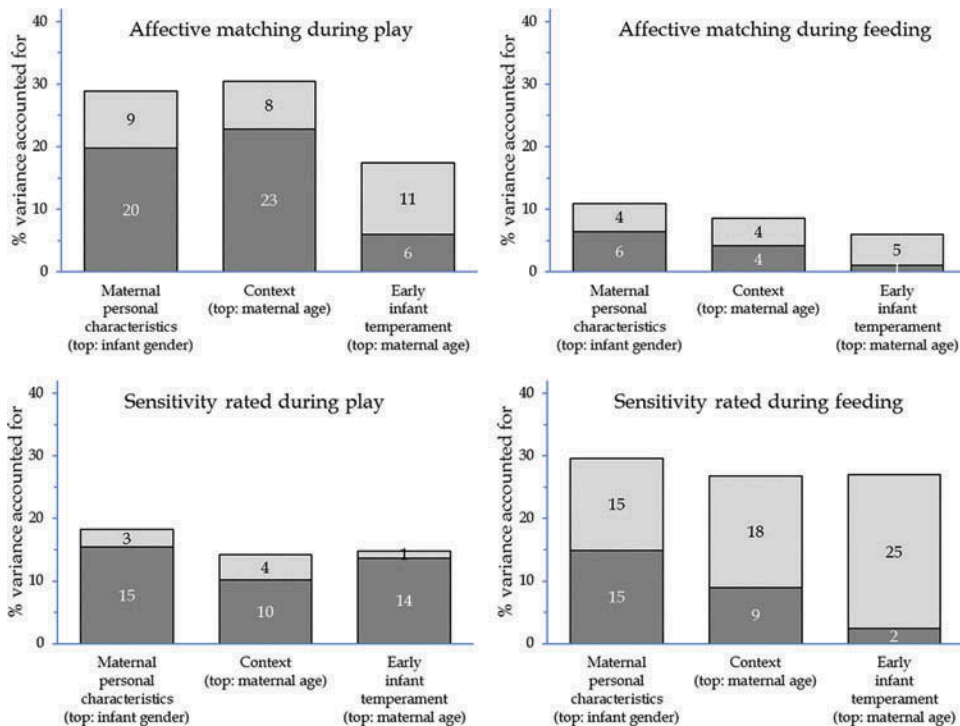 Affective matching during play
% variance accounted for
40
30
20
10
0
9
20
8
23
11
6
Maternal
personal
characteristics
(top: infant gender)
Context
(top: maternal age)
Early
infant
temperament
(top: maternal age)
Affective matching during feeding
% variance accounted for
40
30
20
10
0
4
6
4
4
5
1
Maternal
personal
characteristics
(top: infant gender)
Context
(top: maternal age)
Early
infant
temperament
(top: maternal age)
Sensitivity rated during play
% variance accounted for
40
30
20
10
0
3
15
4
10
1
14
Maternal
personal
characteristics
(top: infant gender)
Context
(top: maternal age)
Early
infant
temperament
(top: maternal age)
Sensitivity rated during feeding
% variance accounted for
40
30
20
10
0
15
15
18
9
25
2
Maternal
personal
characteristics
(top: infant gender)
Context
(top: maternal age)
Early
infant
temperament
(top: maternal age)